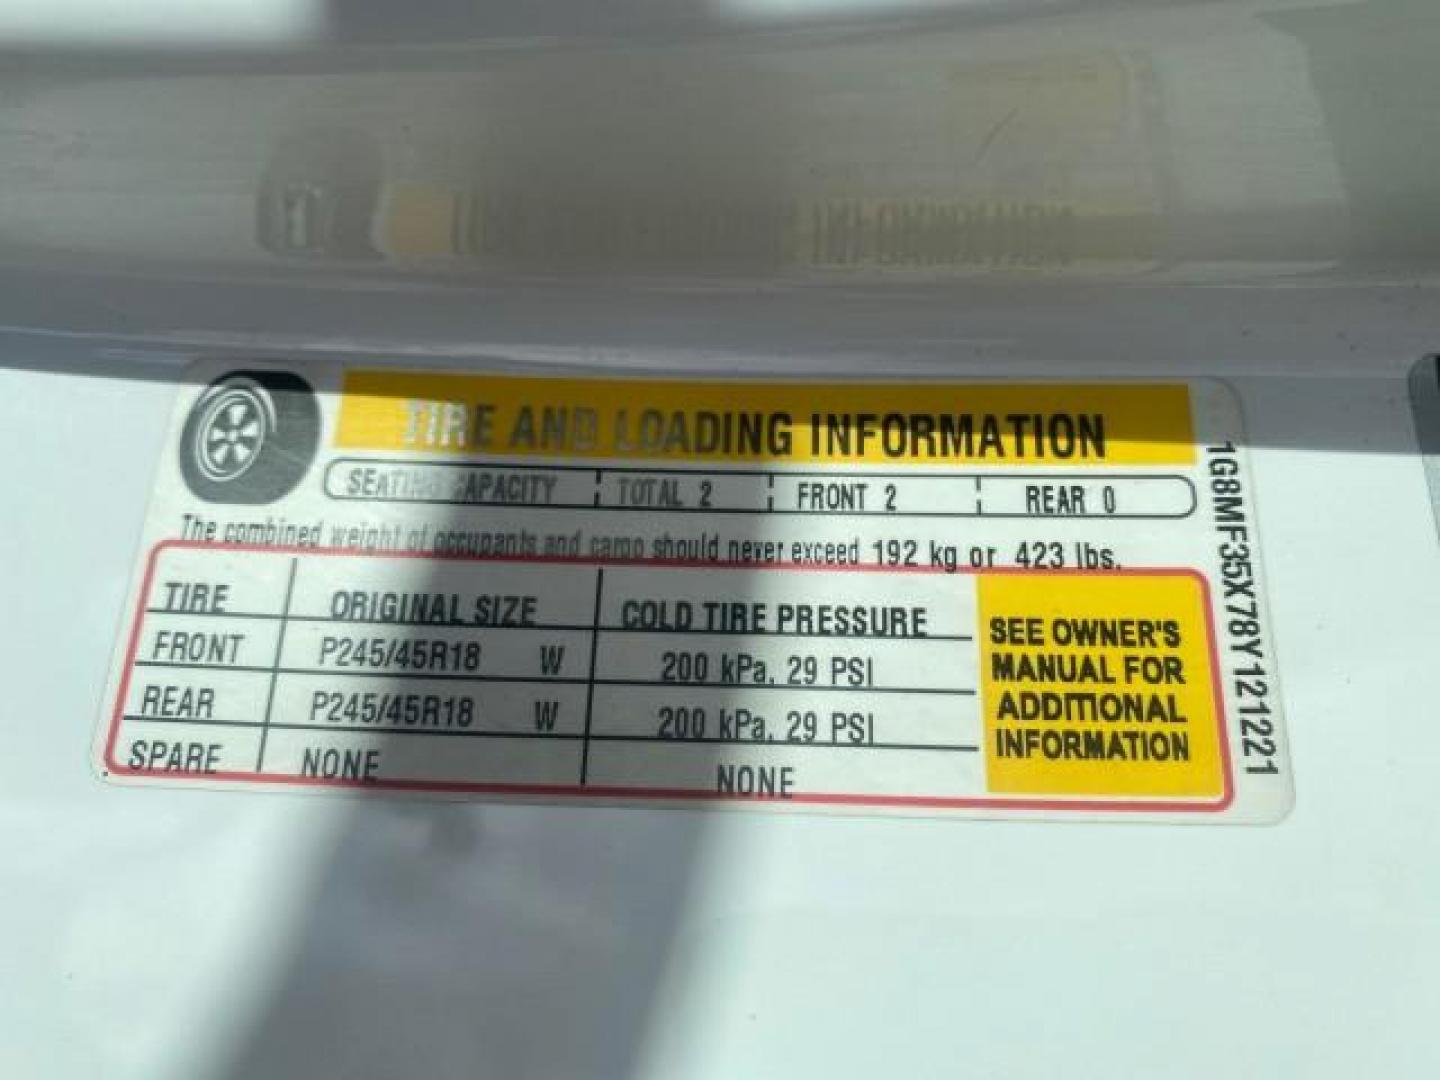 TIRE AND LOADING INFORMATION
SEATING CAPACITY TOTAL 2 FRONT 2 REAR 0
The combined weight of occupants and cargo should never exceed 192 kg or 423 lbs.
TIRE ORIGINAL SIZE COLD TIRE PRESSURE
FRONT P245/45R18 W 200 kPa, 29 PSI
REAR P245/45R18 W 200 kPa, 29 PSI
SPARE NONE NONE
SEE OWNER'S
MANUAL FOR
ADDITIONAL
INFORMATION
1G8MF35X78Y121221